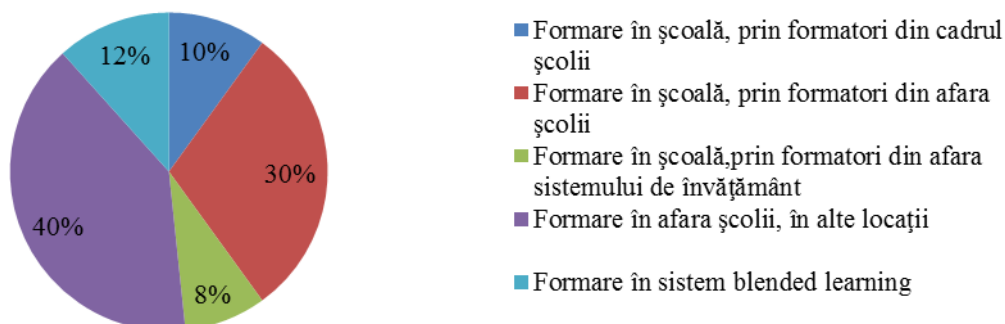 12%
10%
30%
40%
8%
Formare în şcoală, prin formatori din cadrul
şcolii
Formare în şcoală, prin formatori din afara
şcolii
Formare în şcoală,prin formatori din afara
sistemului de învăţământ
Formare în afara şcolii, în alte locaţii
Formare în sistem blended learning